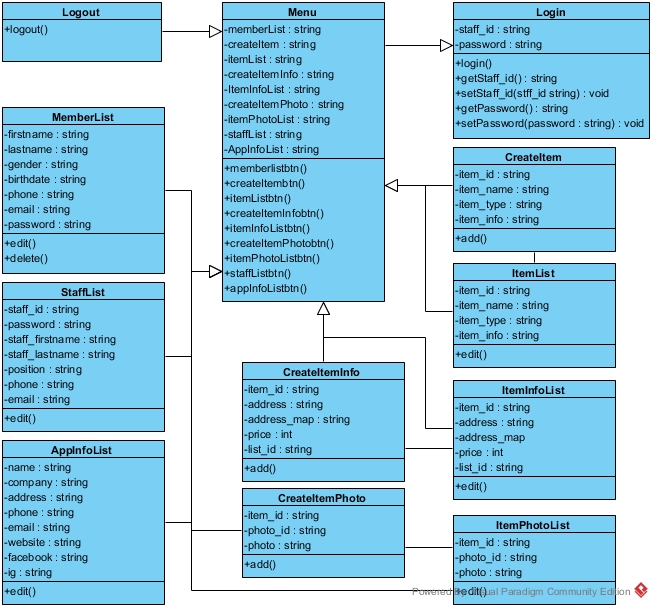 Logout
+logout()
Menu
-memberList : string
-createItem : string
-itemList : string
-createItemInfo : string
-ItemInfoList : string
-createItemPhoto : string
-itemPhotoList : string
-staffList : string
-AppInfoList : string
+memberlistbtn()
+createItembtn()
+itemListbtn()
+createItemInfobtn()
+itemInfoListbtn()
+createItemPhotobtn()
+itemPhotoListbtn()
+staffListbtn()
+appInfoListbtn()
Login
-staff_id : string
-password : string
+login()
+getStaff_id() : string
+setStaff_id(stff_id string) : void
+getPassword() : string
+setPassword(password : string) : void
MemberList
-firstname : string
-lastname : string
-gender : string
-birthdate : string
-phone : string
-email : string
-password : string
+edit()
+delete()
CreateItem
-item_id : string
-item_name : string
-item_type : string
-item_info : string
+add()
ItemList
-item_id : string
-item_name : string
-item_type : string
-item_info : string
+edit()
StaffList
-staff_id : string
-password : string
-staff_firstname : string
-staff_lastname : string
-position : string
-phone : string
-email : string
+edit()
CreateItemInfo
-item_id : string
-address : string
-address_map : string
-price : int
-list_id : string
+add()
ItemInfoList
-item_id : string
-address : string
-address_map
-price : int
-list_id : string
+edit()
AppInfoList
-name : string
-company : string
-address : string
-phone : string
-email : string
-website : string
-facebook : string
-ig : string
+edit()
CreateItemPhoto
-item_id : string
-photo_id : string
-photo : string
+add()
ItemPhotoList
-item_id : string
-photo_id : string
-photo : string
+edit()
Powered By Visual Paradigm Community Edition